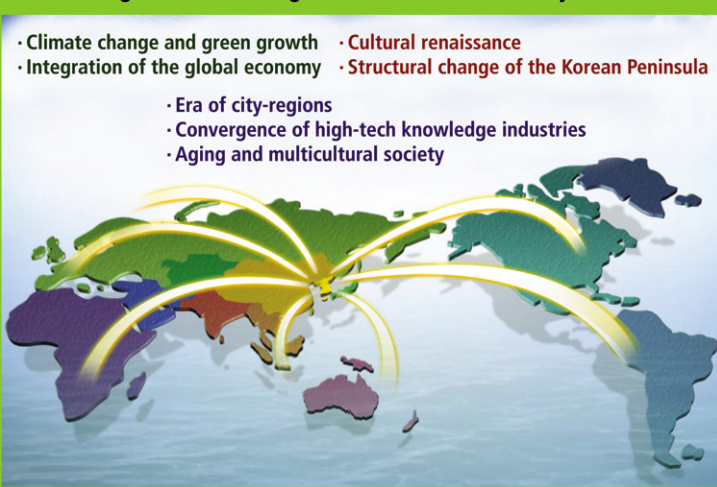 · Climate change and green growth
· Cultural renaissance
· Integration of the global economy
· Structural change of the Korean Peninsula
· Era of city-regions
· Convergence of high-tech knowledge industries
· Aging and multicultural society